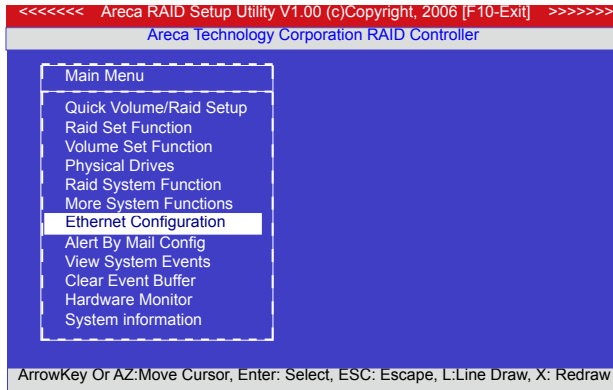 <<<<<<< Areca RAID Setup Utility V1.00 (c)Copyright, 2006 [F10-Exit] >>>>>>>
Areca Technology Corporation RAID Controller
Main Menu
Quick Volume/Raid Setup
Raid Set Function
Volume Set Function
Physical Drives
Raid System Function
More System Functions
Ethernet Configuration
Alert By Mail Config
View System Events
Clear Event Buffer
Hardware Monitor
System information
ArrowKey Or AZ:Move Cursor, Enter: Select, ESC: Escape, L:Line Draw, X: Redraw